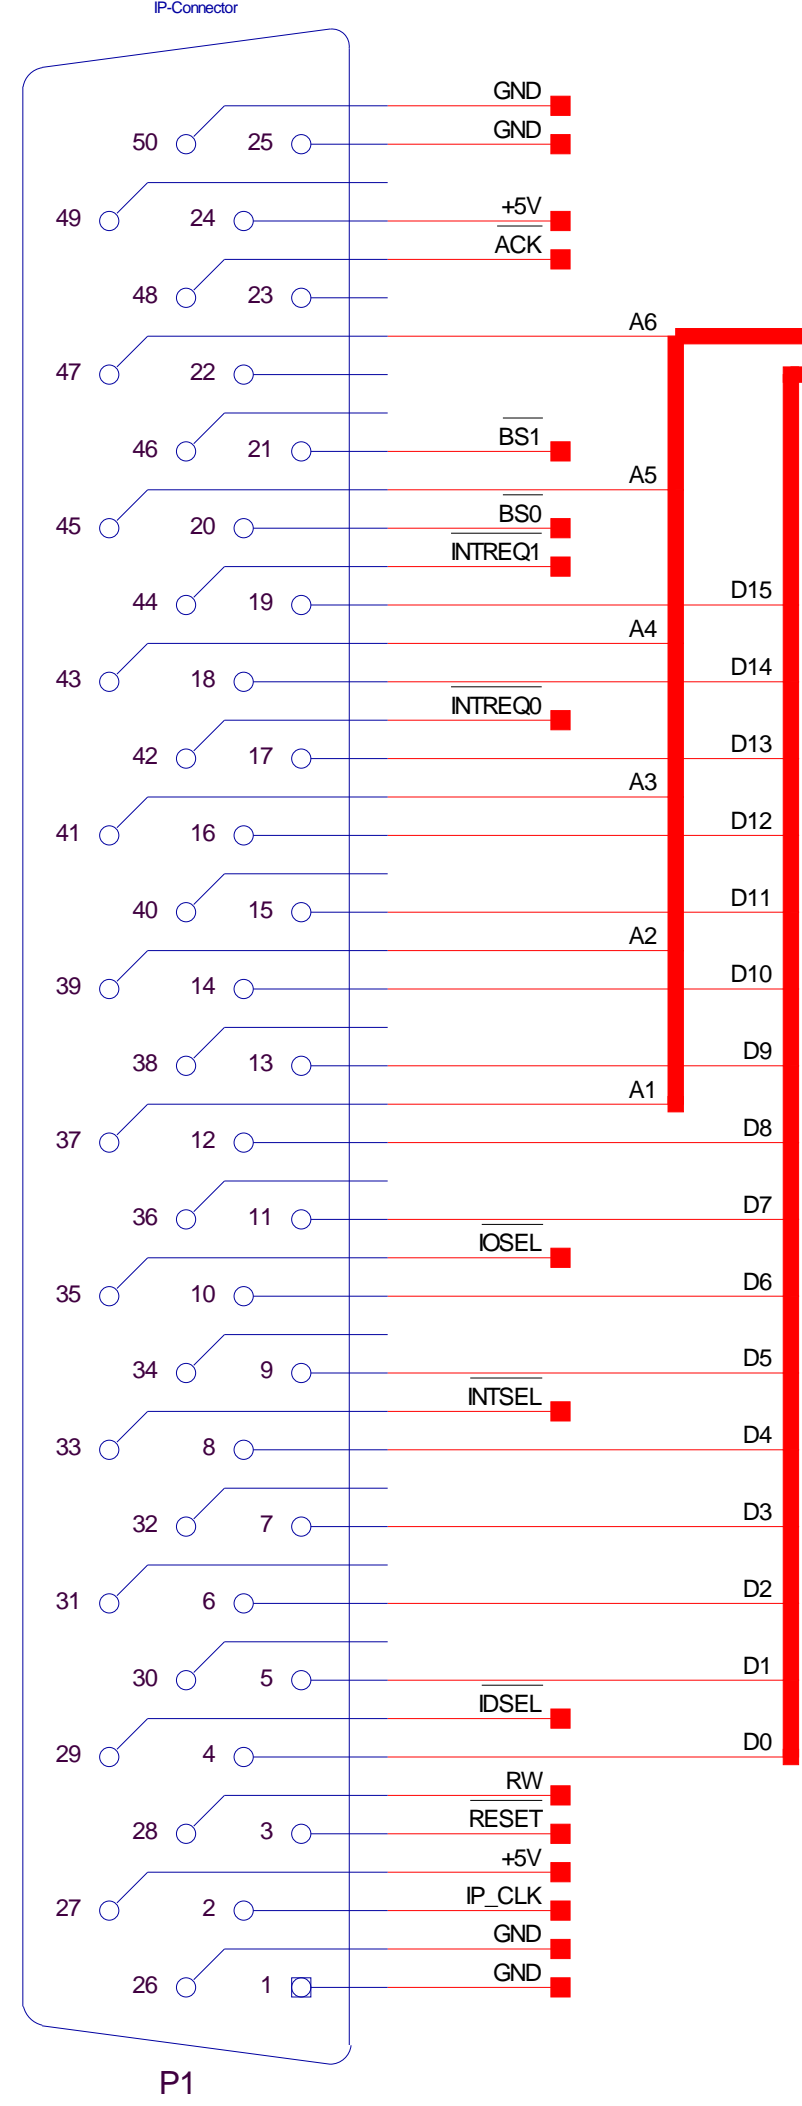 IP-Connector
GND
50 25 GND
49 24 +5V
ACK
48 23
A6
47 22
46 21 BS1
A5
45 20 BS0
INTREQ1
44 19 D15
A4
43 18 D14
INTREQ0
42 17 D13
A3
41 16 D12
40 15 D11
A2
39 14 D10
38 13 D9
A1
37 12 D8
36 11 D7
IOSEL
35 10 D6
34 9 D5
INTSEL
33 8 D4
32 7 D3
31 6 D2
30 5 D1
IDSEL
29 4 D0
RW
28 3 RESET
+5V
27 2 IP_CLK
GND
26 1 GND
P1